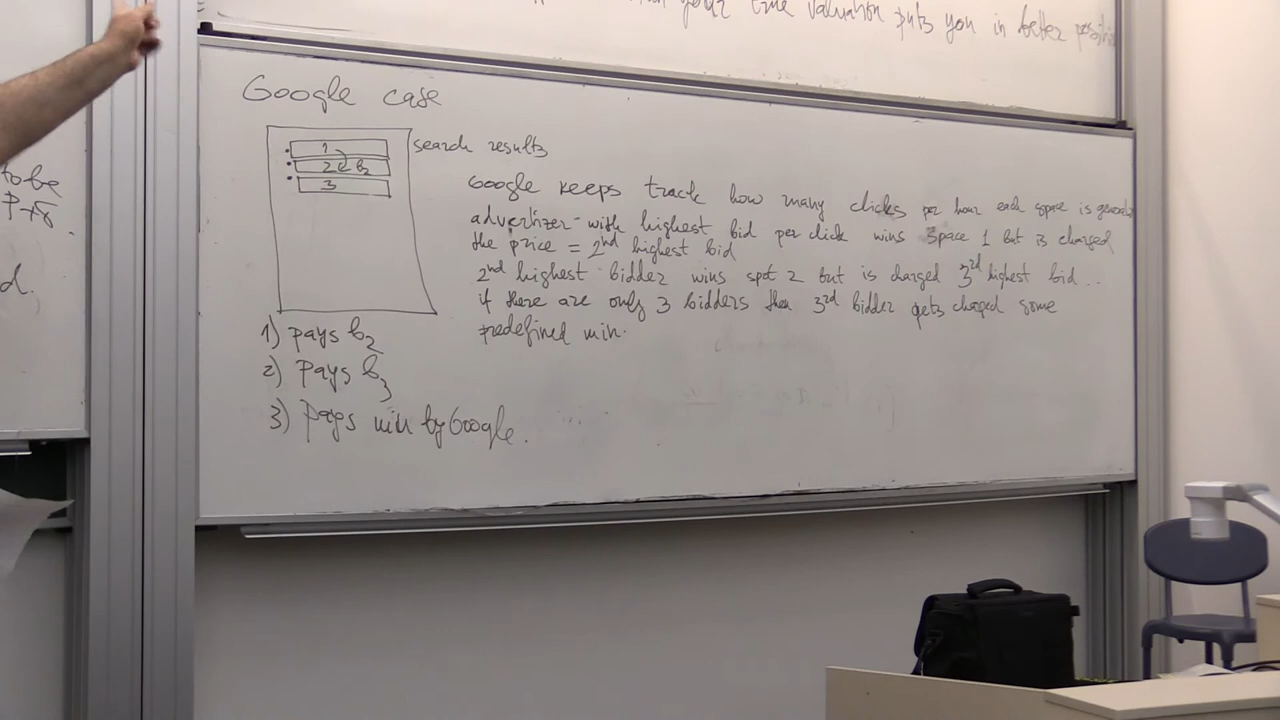 your true valuation puts you in better
to be
d.
Google case
search results
1
2 b2
3
Google keeps track how many clicks per hour each space is
advertizer with highest bid per click wins space 1 but is charged
the price = 2nd highest bid
2nd highest bidder wins spot 2 but is charged 3rd highest bid ..
if there are only 3 bidders then 3rd bidder gets charged some
predefined min.
1) pays b2
2) Pays b3
3) pays min by Google.